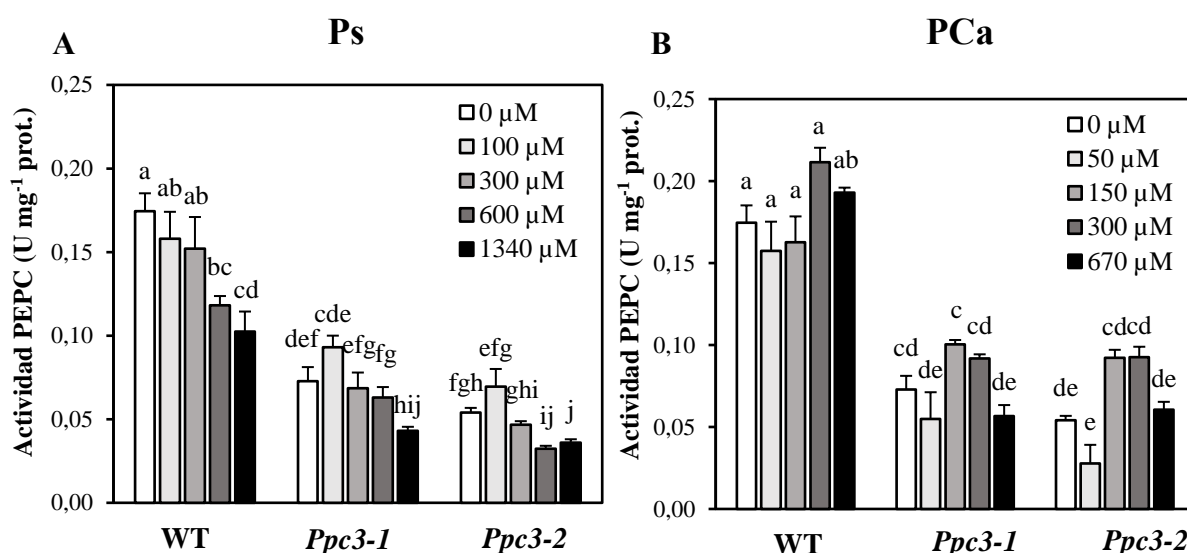 A
Ps
Actividad PEPC (U mg-1 prot.)
0,25
0,20
0,15
0,10
0,05
0,00
0 µM
100 µM
300 µM
600 µM
1340 µM
a
ab
ab
bc
cd
def
cde
efg
fg
hij
fgh
efg
ghi
ij
j
WT
Ppc3-1
Ppc3-2
B
PCa
Actividad PEPC (U mg-1 prot.)
0,25
0,20
0,15
0,10
0,05
0,00
0 µM
50 µM
150 µM
300 µM
670 µM
a
a
a
a
ab
cd
de
c
cd
de
de
e
cd
cd
de
WT
Ppc3-1
Ppc3-2